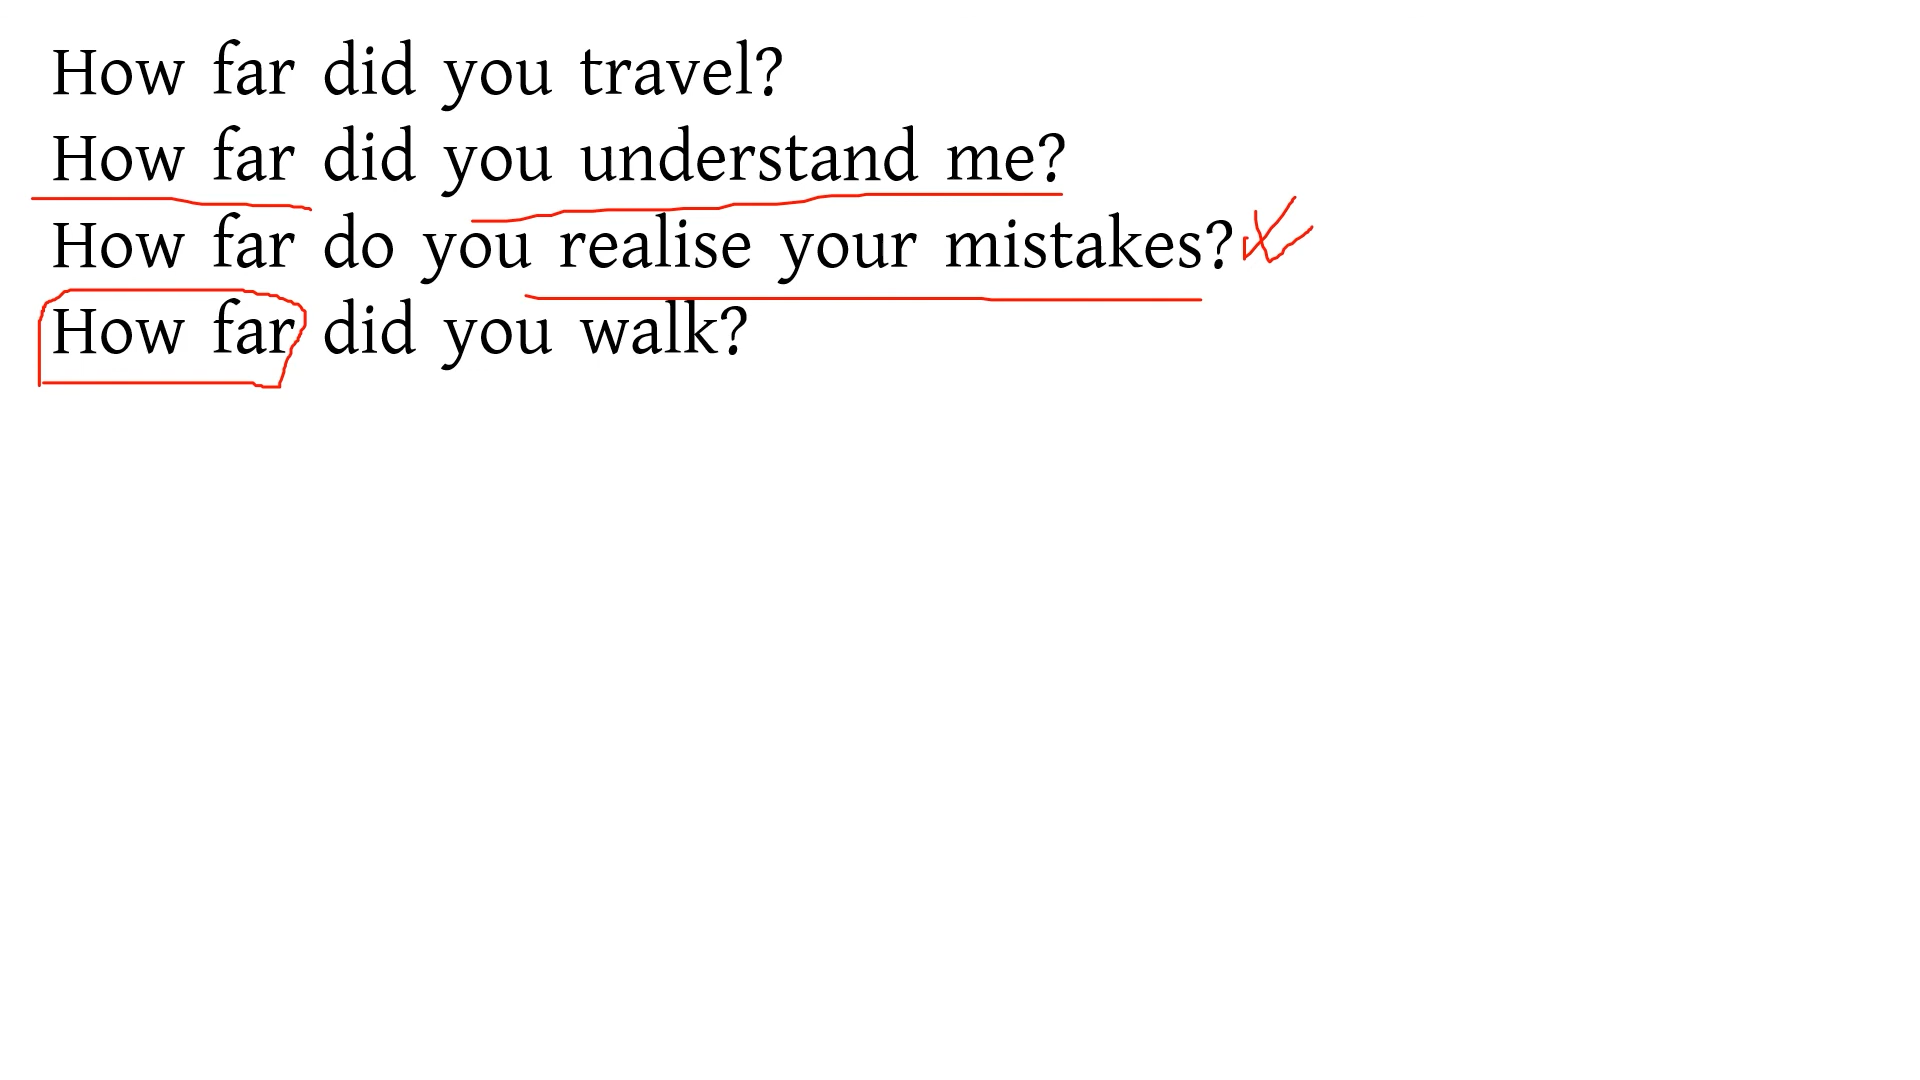 How far did you travel?
How far did you understand me?
How far do you realise your mistakes?
How far did you walk?